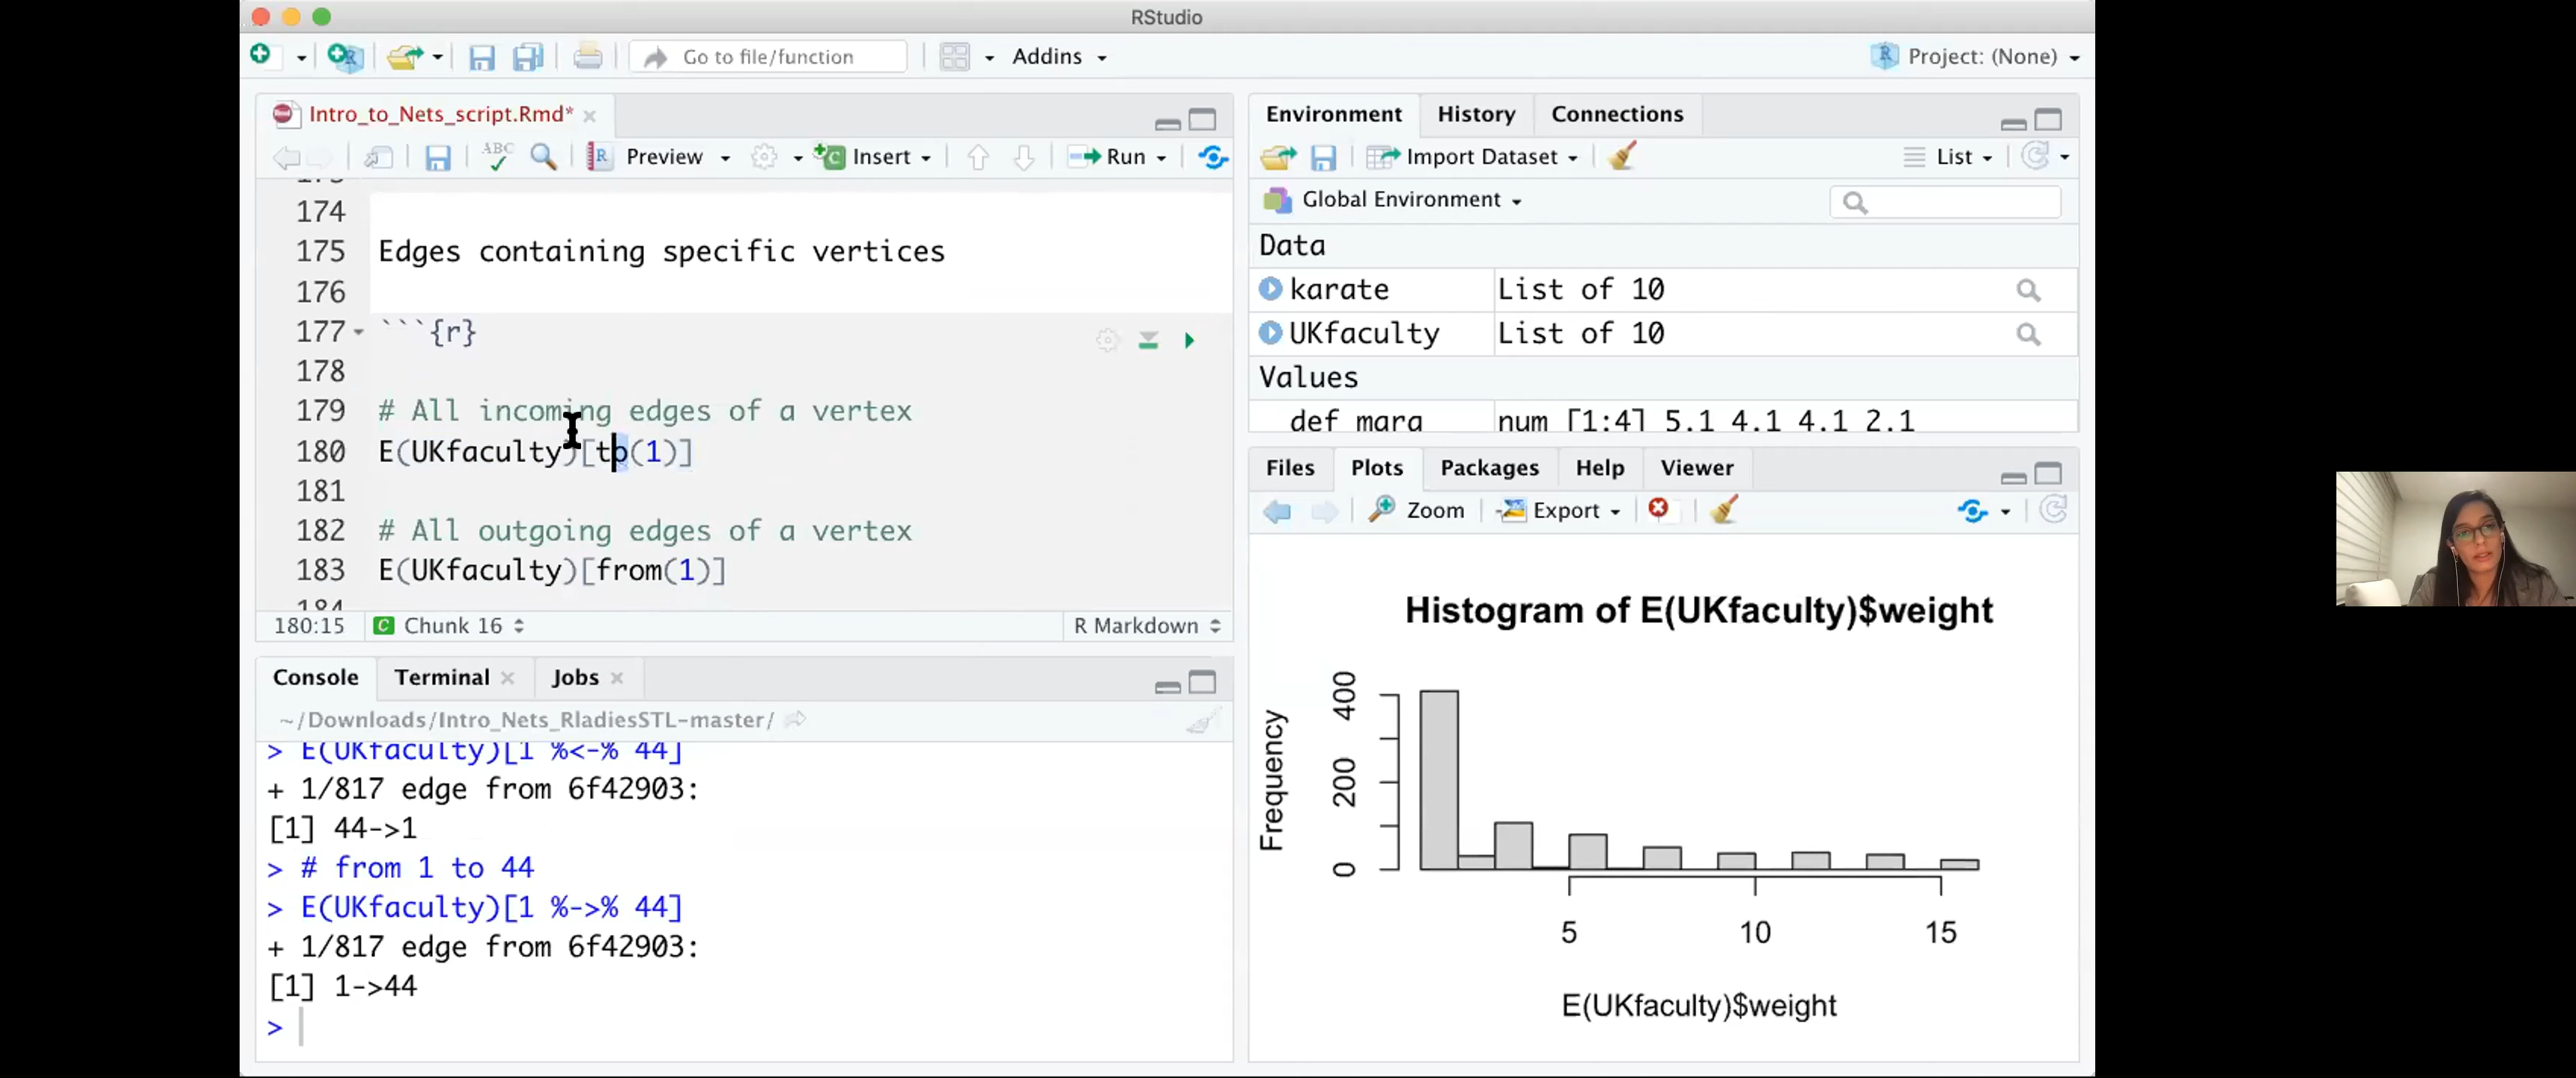 RStudio
Go to file/function
Addins
Project: (None)
Intro_to_Nets_script.Rmd*
ABC
Preview
Insert
Run
174
175 Edges containing specific vertices
176
177 ```{r}
178
179 # All incoming edges of a vertex
180 E(UKfaculty)[to(1)]
181
182 # All outgoing edges of a vertex
183 E(UKfaculty)[from(1)]
184
180:15 Chunk 16 R Markdown
Console Terminal Jobs
~/Downloads/Intro_Nets_RladiesSTL-master/
> E(UKfaculty)[1 %<-% 44]
+ 1/817 edge from 6f42903:
[1] 44->1
> # from 1 to 44
> E(UKfaculty)[1 %->% 44]
+ 1/817 edge from 6f42903:
[1] 1->44
>
Environment History Connections
Import Dataset
List
Global Environment
Data
karate List of 10
UKfaculty List of 10
Values
def marg num [1:4] 5.1 4.1 4.1 2.1
Files Plots Packages Help Viewer
Zoom Export
Histogram of E(UKfaculty)$weight
Frequency
400
200
0
5 10 15
E(UKfaculty)$weight